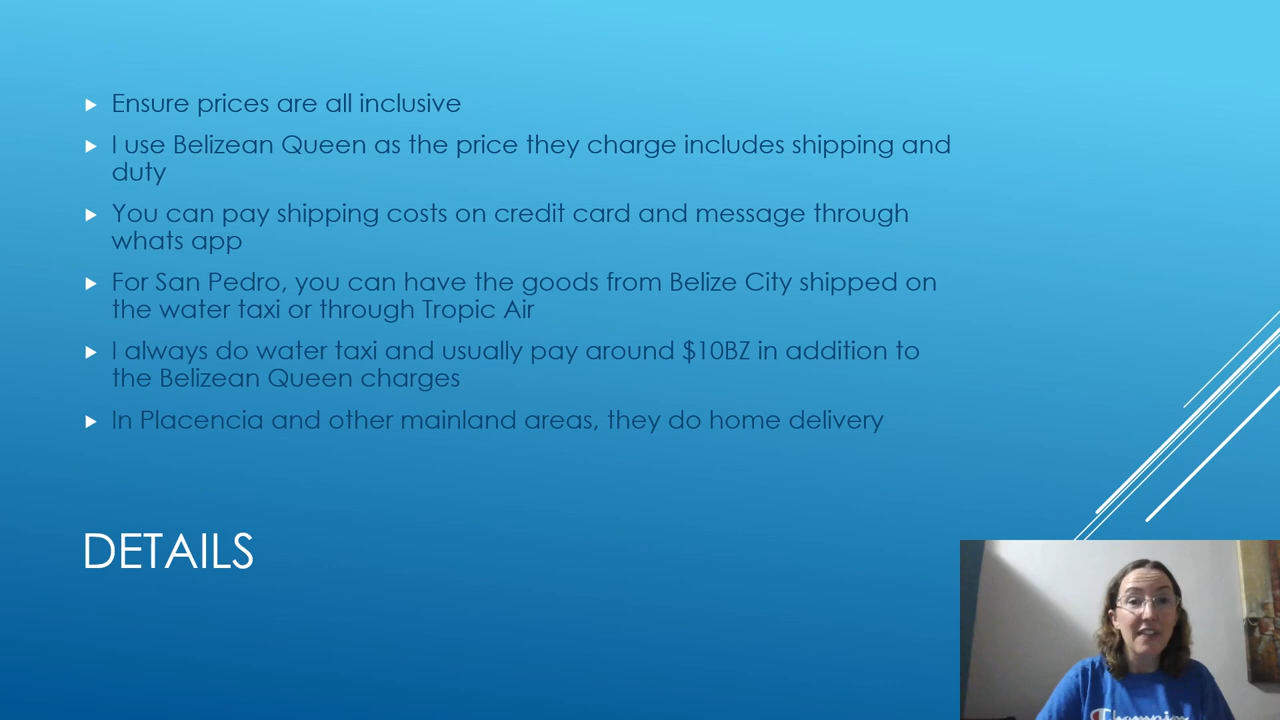 Ensure prices are all inclusive
I use Belizean Queen as the price they charge includes shipping and
duty
You can pay shipping costs on credit card and message through
whats app
For San Pedro, you can have the goods from Belize City shipped on
the water taxi or through Tropic Air
I always do water taxi and usually pay around $10BZ in addition to
the Belizean Queen charges
In Placencia and other mainland areas, they do home delivery
DETAILS
Champion